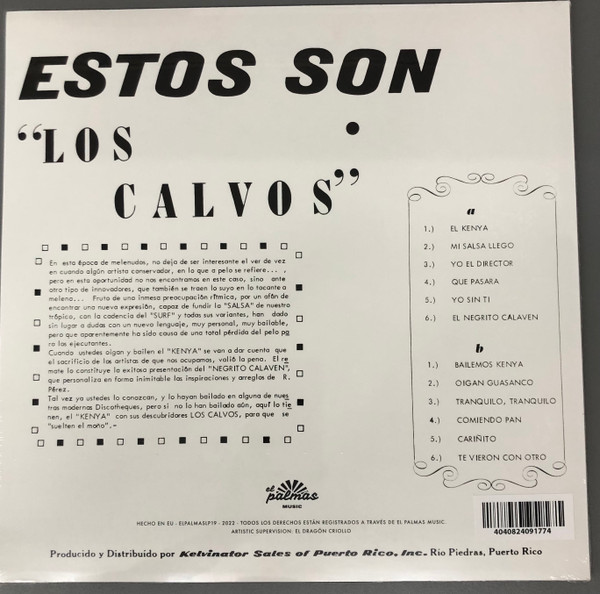 ESTOS SON
“LOS
CALVOS”
En esta época de melenudos, no deja de ser interesante el ver de vez
en cuando algún artista conservador, en lo que a pelo se refiere... ,
pero en esta oportunidad no nos encontramos en este caso, sino ante
otro tipo de innovadores, que también se traen lo suyo en lo tocante a
melena... Fruto de una inmesa preocupación rítmica, por un afán de
encontrar una nueva expresión, capaz de fundir la "SALSA" de nuestro
trópico, con la cadencia del "SURF" y todas sus variantes, han dado
sin lugar a dudas con un nuevo lenguaje, muy personal, muy bailable,
pero que aparentemente ha sido causa de una total pérdida del pelo pa
ra los ejecutantes.
Cuando ustedes oigan y bailen el "KENYA" se van a dar cuenta que
el sacrificio de los artistas de que nos ocupamos, valió la pena. El re
mate lo constituye la exitosa presentación del "NEGRITO CALAVEN",
que personaliza en forma inimitable las inspiraciones y arreglos de R.
Pérez.
Tal vez ya ustedes lo conozcan, y lo hayan bailado en alguna de nues
tras modernas Discotheques, pero si no lo han bailado aún, aquí lo tie
nen, el "KENYA" con sus descubridores LOS CALVOS, para que se
"suelten el moño".-
a
1.) EL KENYA
2.) MI SALSA LLEGO
3.) YO EL DIRECTOR
4.) QUE PASARA
5.) YO SIN TI
6.) EL NEGRITO CALAVEN
b
1.) BAILEMOS KENYA
2.) OIGAN GUASANCO
3.) TRANQUILO, TRANQUILO
4.) COMIENDO PAN
5.) CARIÑITO
6.) TE VIERON CON OTRO
el palmas
MUSIC
HECHO EN EU - ELPALMASLP19 - 2022 - TODOS LOS DERECHOS ESTÁN REGISTRADOS A TRAVÉS DE EL PALMAS MUSIC
ARTISTIC SUPERVISION: EL DRAGÓN CRIOLLO
4040824091774
Producido y Distribuido por Kelvinator Sales of Puerto Rico, Inc. Río Piedras, Puerto Rico